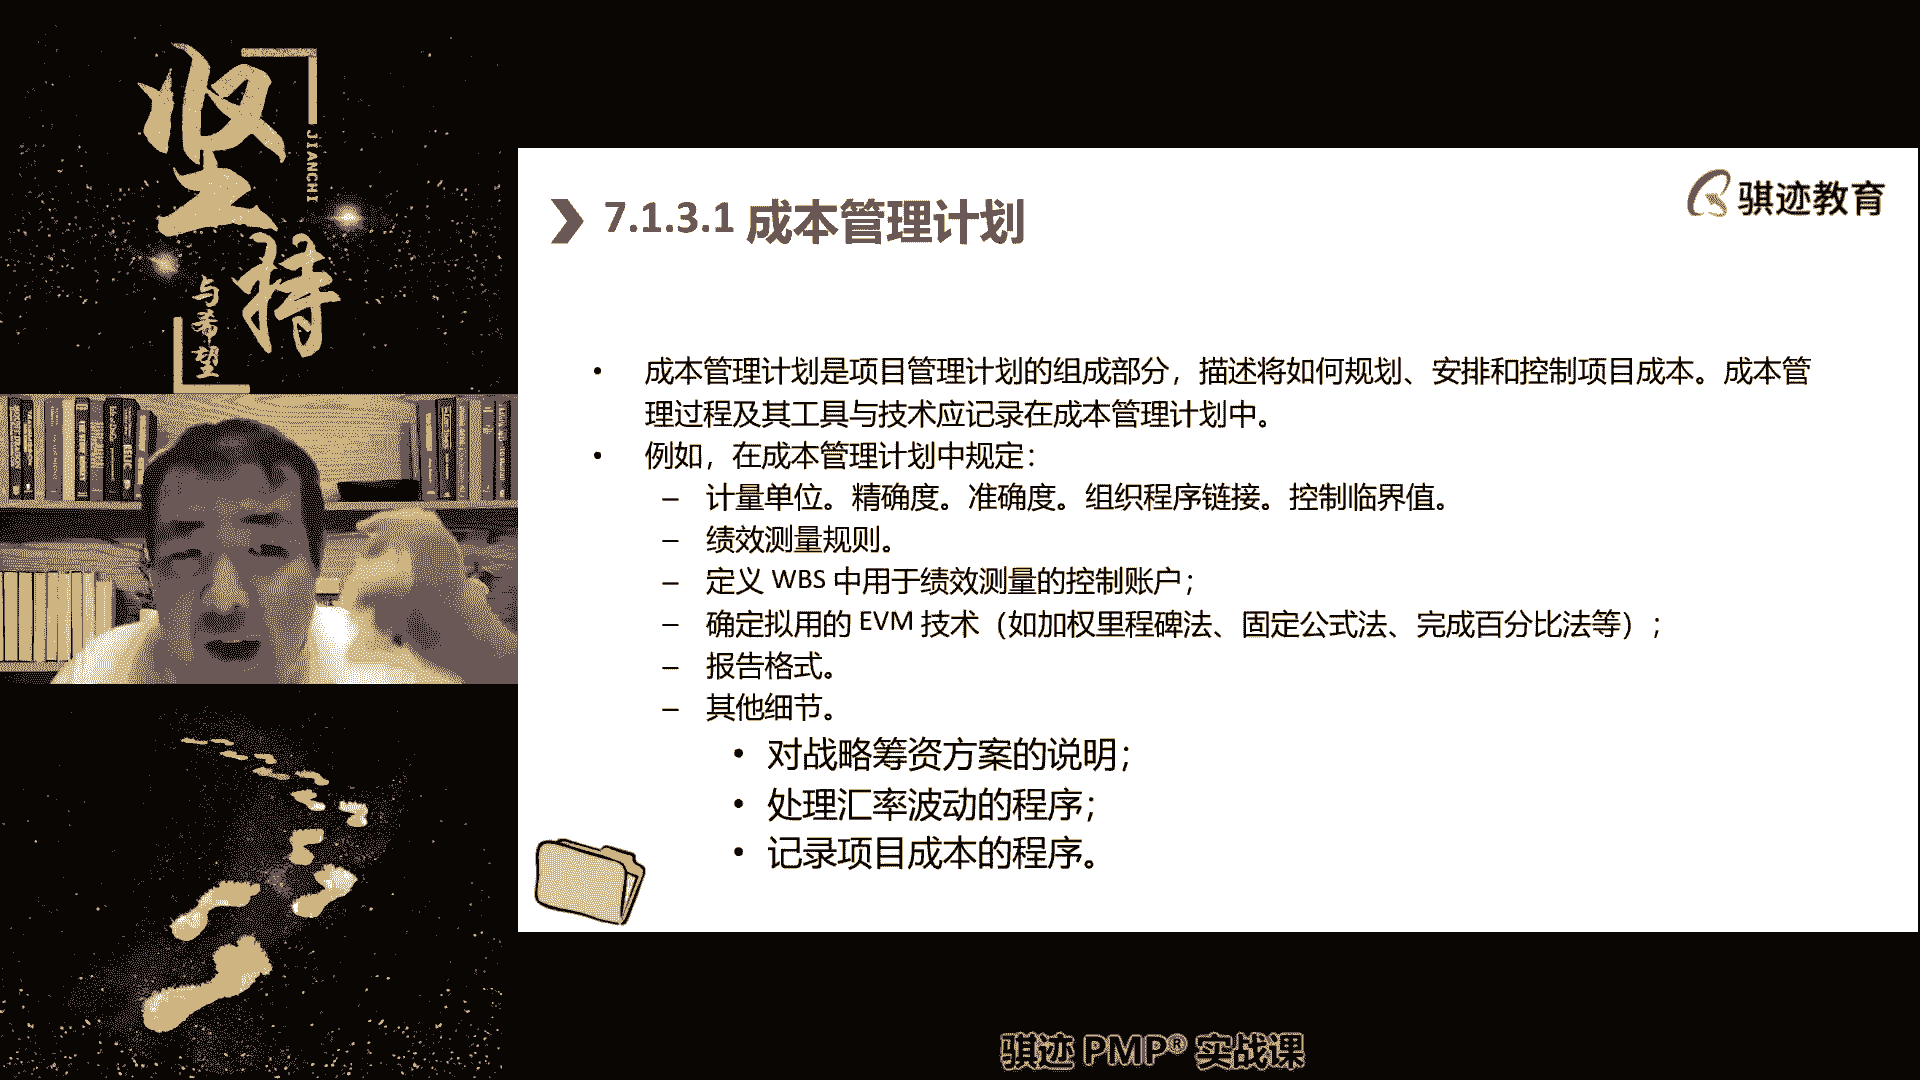 坚持
JIANCHI
与希望
骐迹教育
7.1.3.1 成本管理计划
• 成本管理计划是项目管理计划的组成部分，描述将如何规划、安排和控制项目成本。成本管
理过程及其工具与技术应记录在成本管理计划中。
• 例如，在成本管理计划中规定：
– 计量单位。精确度。准确度。组织程序链接。控制临界值。
– 绩效测量规则。
– 定义 WBS 中用于绩效测量的控制账户；
– 确定拟用的 EVM 技术（如加权里程碑法、固定公式法、完成百分比法等）；
– 报告格式。
– 其他细节。
• 对战略筹资方案的说明；
• 处理汇率波动的程序；
• 记录项目成本的程序。
骐迹 PMP® 实战课